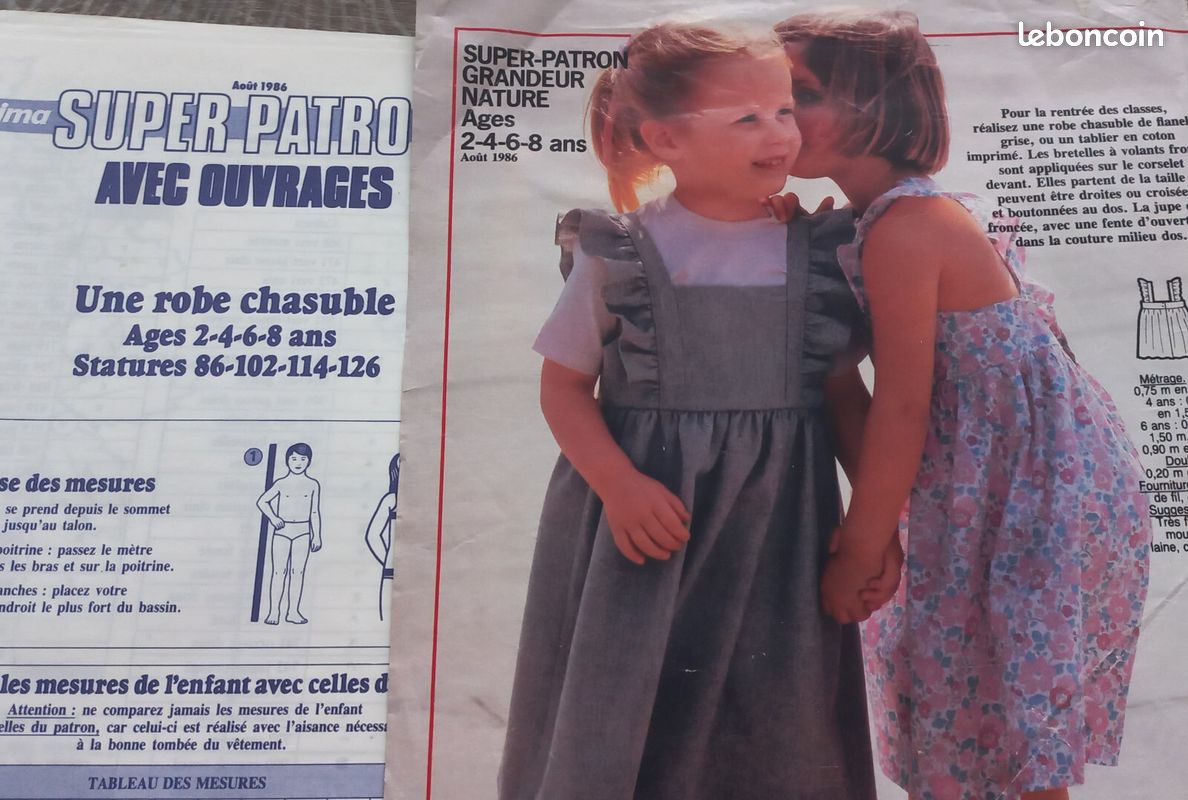 leboncoin
Août 1986
ima SUPER PATRO
AVEC OUVRAGES
Une robe chasuble
Ages 2-4-6-8 ans
Statures 86-102-114-126
1
se des mesures
se prend depuis le sommet
jusqu'au talon.
poitrine : passez le mètre
s les bras et sur la poitrine.
anches : placez votre
ndroit le plus fort du bassin.
les mesures de l'enfant avec celles d
Attention : ne comparez jamais les mesures de l'enfant
elles du patron, car celui-ci est réalisé avec l'aisance nécess
à la bonne tombée du vêtement.
TABLEAU DES MESURES
SUPER-PATRON
GRANDEUR
NATURE
Ages
2-4-6-8 ans
Août 1986
Pour la rentrée des classes,
réalisez une robe chasuble de flanel
grise, ou un tablier en coton
imprimé. Les bretelles à volants fro
sont appliquées sur le corselet
devant. Elles partent de la taille
peuvent être droites ou croisée
et boutonnées au dos. La jupe
froncée, avec une fente d'ouvert
dans la couture milieu dos.
Métrage.
0,75 m en
4 ans :
en 1,5
6 ans : 0
1,50 m.
0,90 m e
Dou
0,20 m
Fourniture
de fil,
Sugges
Très f
mou
laine, c